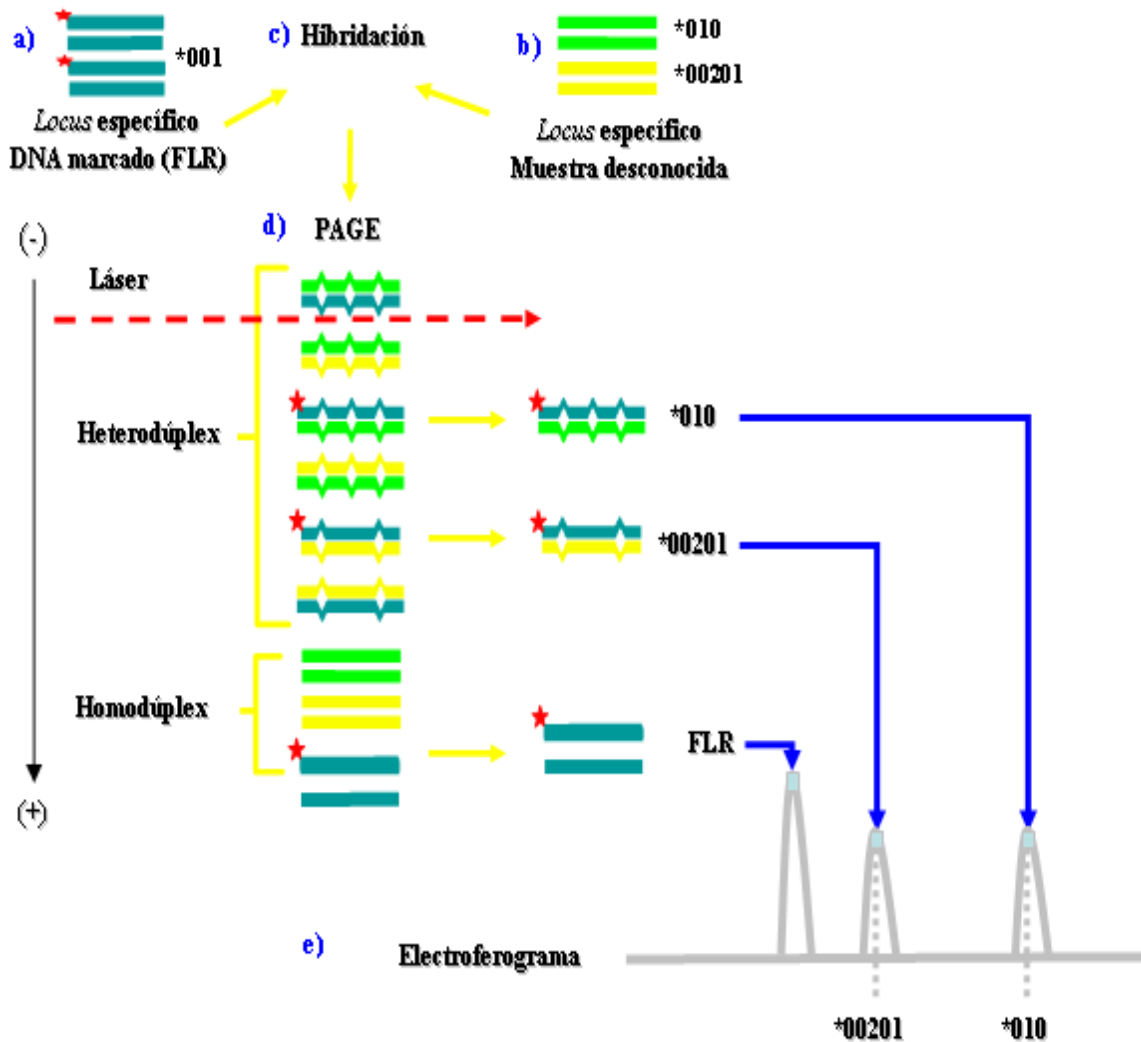 a)
*001
Locus específico
DNA marcado (FLR)
c) Hibridación
b)
*010
*00201
Locus específico
Muestra desconocida
(-)
d) PAGE
Láser
Heterodúplex
*010
*00201
Homodúplex
FLR
(+)
e)
Electroferograma
*00201
*010